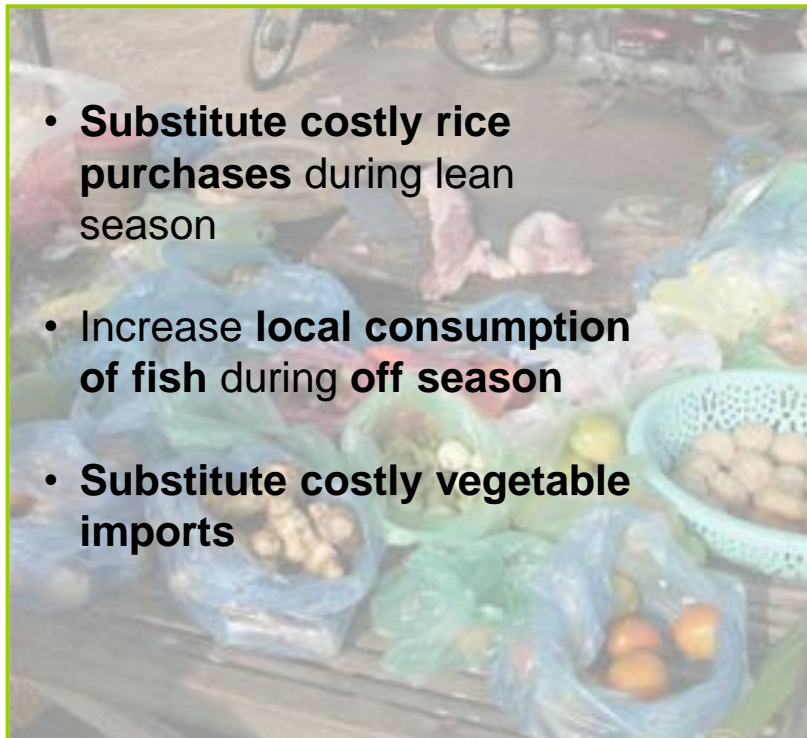 • Substitute costly rice
purchases during lean
season
• Increase local consumption
of fish during off season
• Substitute costly vegetable
imports